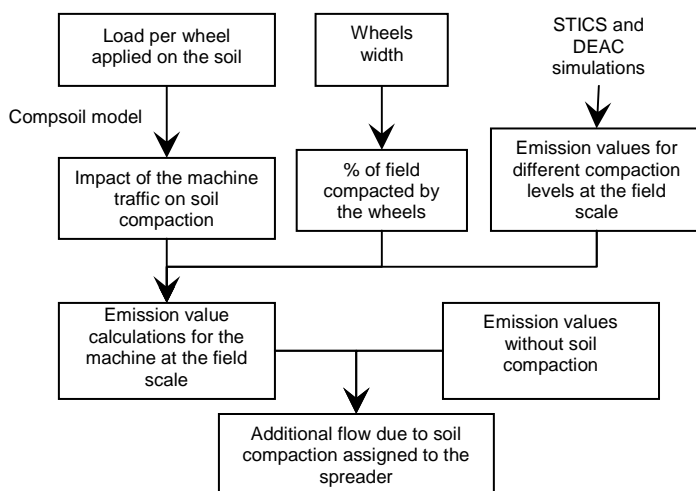 Load per wheel
applied on the soil
Wheels
width
STICS and
DEAC
simulations
Compsoil model
Impact of the machine
traffic on soil
compaction
% of field
compacted by
the wheels
Emission values for
different compaction
levels at the field
scale
Emission value
calculations for the
machine at the field
scale
Emission values
without soil
compaction
Additional flow due to soil
compaction assigned to the
spreader